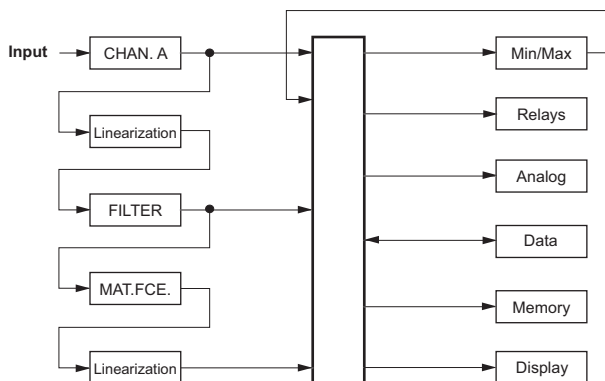 Input
CHAN. A
Linearization
FILTER
MAT.FCE.
Linearization
Min/Max
Relays
Analog
Data
Memory
Display